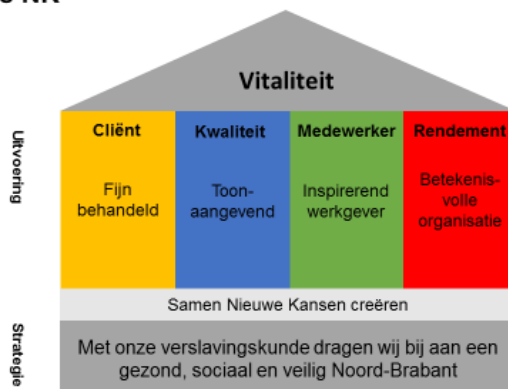 Vitaliteit
Uitvoering
Cliënt
Fijn
behandeld
Kwaliteit
Toon-
aangevend
Medewerker
Inspirerend
werkgever
Rendement
Betekenis-
volle
organisatie
Samen Nieuwe Kansen creëren
Strategie
Met onze verslavingskunde dragen wij bij aan een
gezond, sociaal en veilig Noord-Brabant